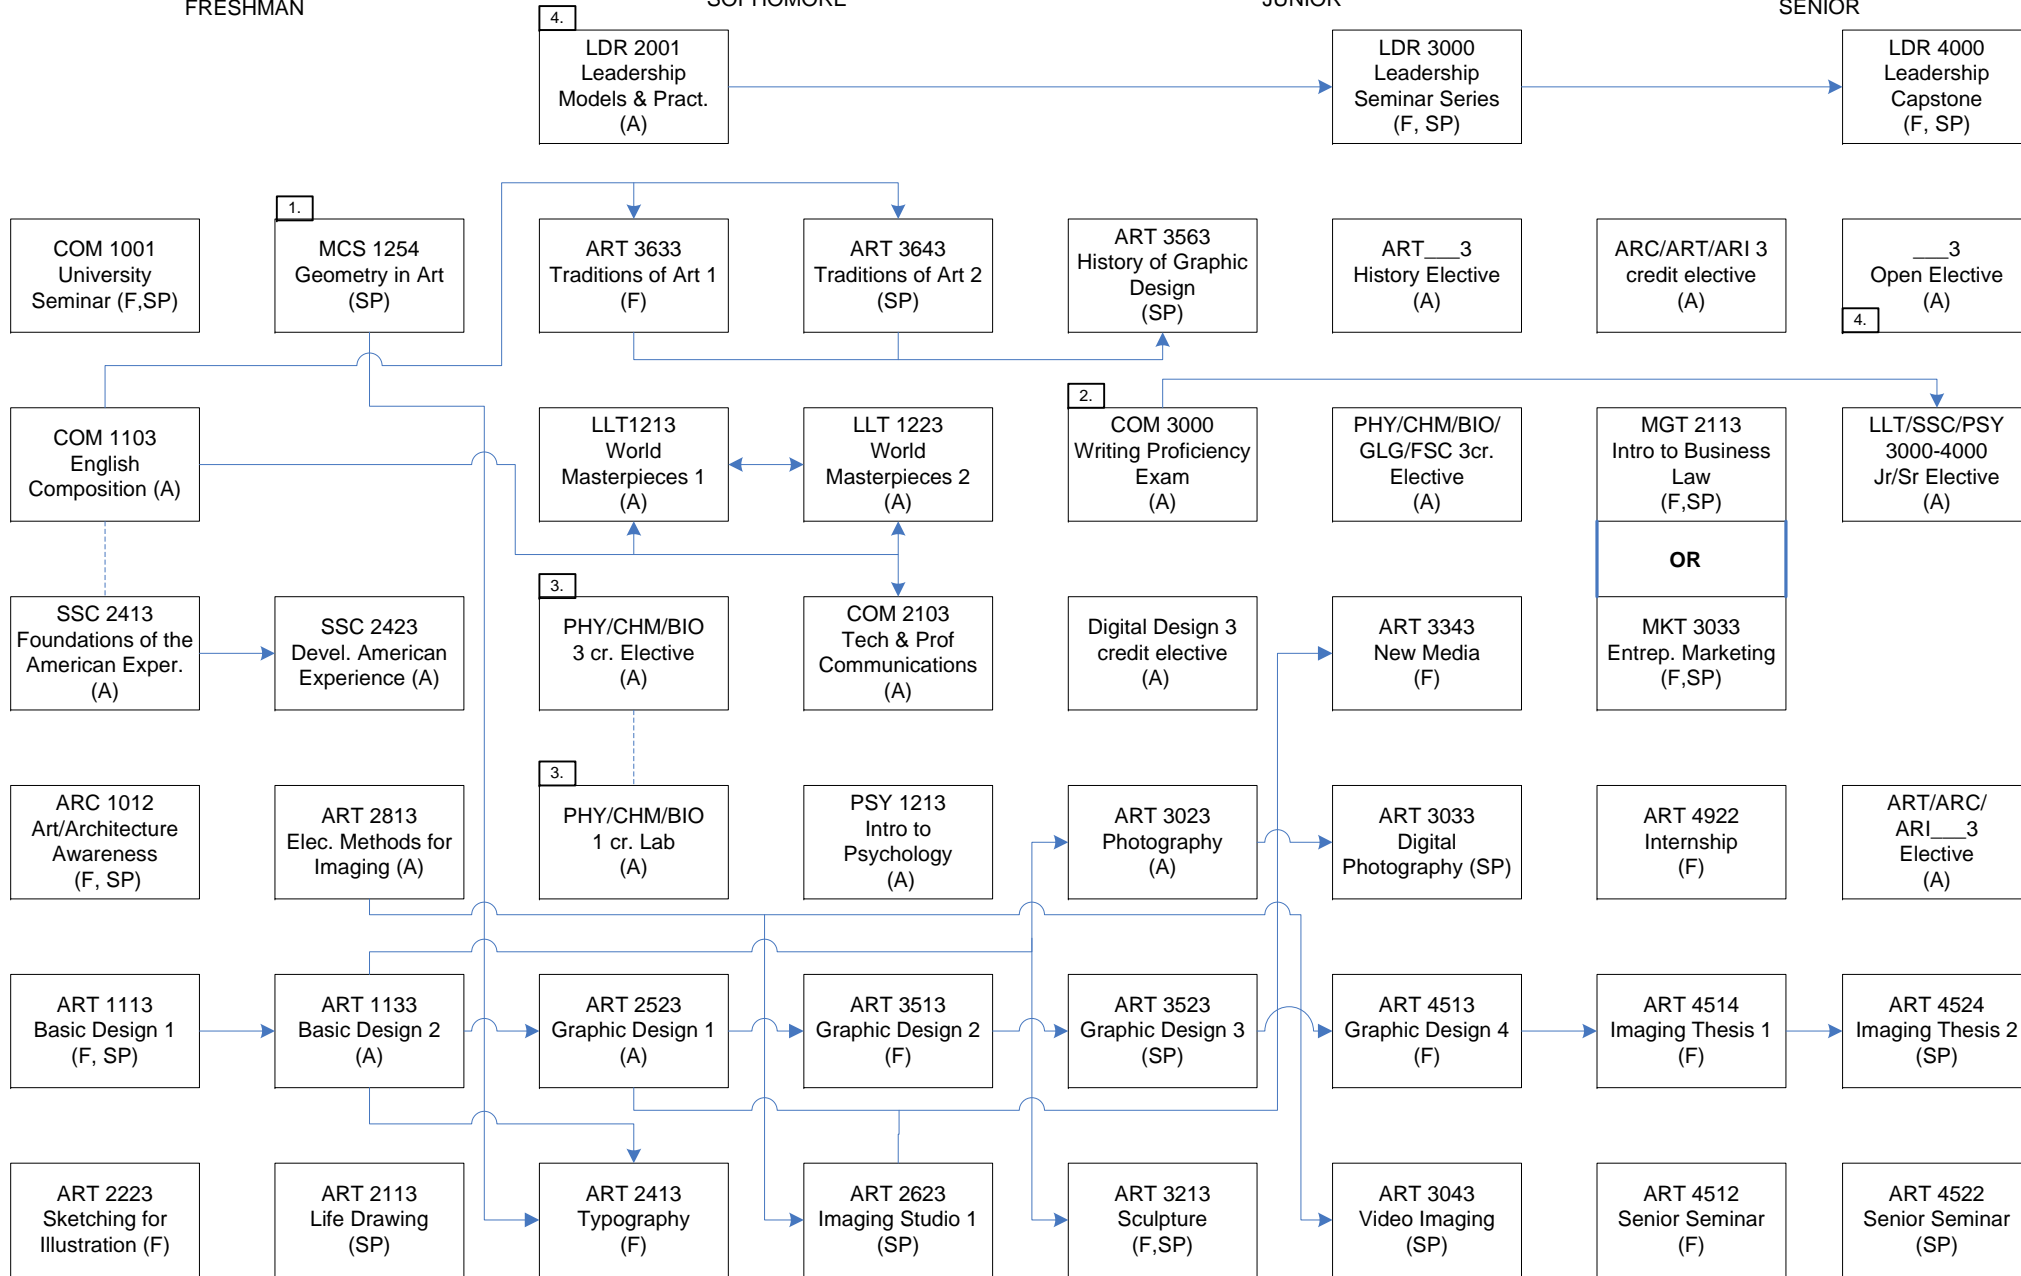 FRESHMAN
SOPHOMORE
JUNIOR
SENIOR
4.
LDR 2001
Leadership
Models & Pract.
(A)
LDR 3000
Leadership
Seminar Series
(F, SP)
LDR 4000
Leadership
Capstone
(F, SP)
COM 1001
University
Seminar (F,SP)
1.
MCS 1254
Geometry in Art
(SP)
ART 3633
Traditions of Art 1
(F)
ART 3643
Traditions of Art 2
(SP)
ART 3563
History of Graphic
Design
(SP)
ART___3
History Elective
(A)
ARC/ART/ARI 3
credit elective
(A)
___3
Open Elective
(A)
4.
COM 1103
English
Composition (A)
LLT1213
World
Masterpieces 1
(A)
LLT 1223
World
Masterpieces 2
(A)
2.
COM 3000
Writing Proficiency
Exam
(A)
PHY/CHM/BIO/
GLG/FSC 3cr.
Elective
(A)
MGT 2113
Intro to Business
Law
(F,SP)
LLT/SSC/PSY
3000-4000
Jr/Sr Elective
(A)
OR
SSC 2413
Foundations of the
American Exper.
(A)
SSC 2423
Devel. American
Experience (A)
3.
PHY/CHM/BIO
3 cr. Elective
(A)
COM 2103
Tech & Prof
Communications
(A)
Digital Design 3
credit elective
(A)
ART 3343
New Media
(F)
MKT 3033
Entrep. Marketing
(F,SP)
ARC 1012
Art/Architecture
Awareness
(F, SP)
ART 2813
Elec. Methods for
Imaging (A)
3.
PHY/CHM/BIO
1 cr. Lab
(A)
PSY 1213
Intro to
Psychology
(A)
ART 3023
Photography
(A)
ART 3033
Digital
Photography (SP)
ART 4922
Internship
(F)
ART/ARC/
ARI___3
Elective
(A)
ART 1113
Basic Design 1
(F, SP)
ART 1133
Basic Design 2
(A)
ART 2523
Graphic Design 1
(A)
ART 3513
Graphic Design 2
(F)
ART 3523
Graphic Design 3
(SP)
ART 4513
Graphic Design 4
(F)
ART 4514
Imaging Thesis 1
(F)
ART 4524
Imaging Thesis 2
(SP)
ART 2223
Sketching for
Illustration (F)
ART 2113
Life Drawing
(SP)
ART 2413
Typography
(F)
ART 2623
Imaging Studio 1
(SP)
ART 3213
Sculpture
(F,SP)
ART 3043
Video Imaging
(SP)
ART 4512
Senior Seminar
(F)
ART 4522
Senior Seminar
(SP)